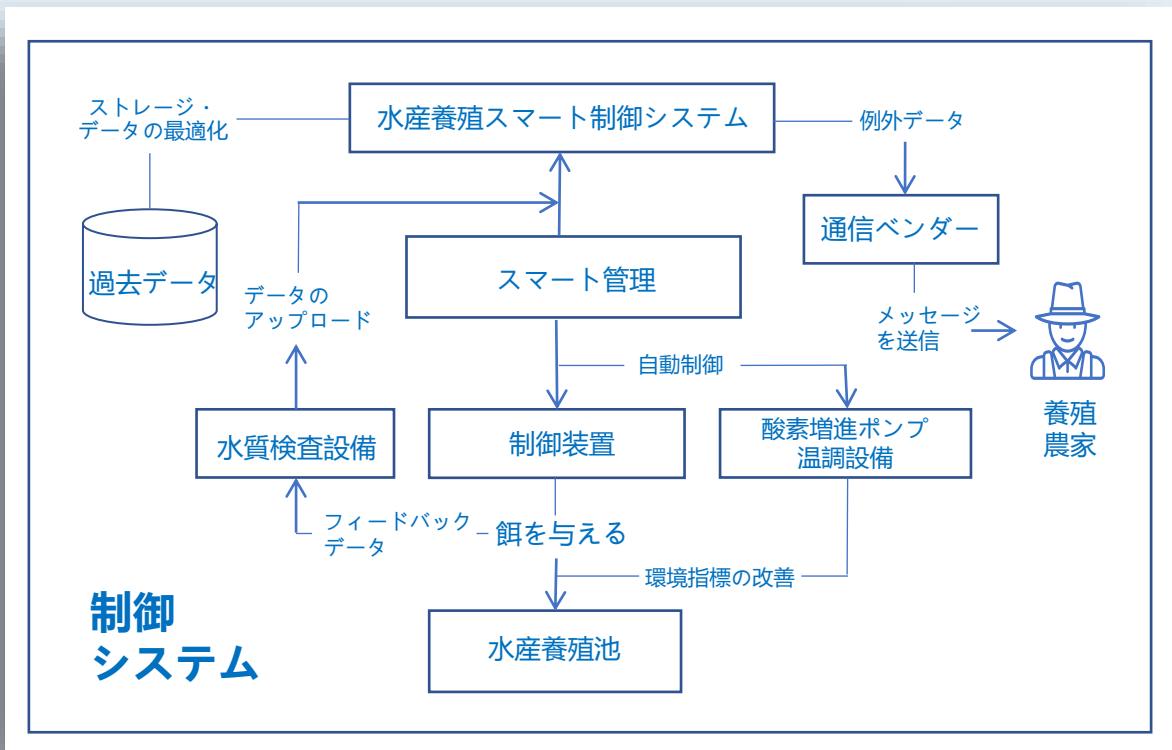 ストレージ・
データの最適化
水産養殖スマート制御システム
例外データ
通信ベンダー
過去データ
データの
アップロード
スマート管理
メッセージ
を送信
自動制御
養殖
農家
水質検査設備
制御装置
酸素増進ポンプ
温調設備
フィードバック
データ
餌を与える
環境指標の改善
制御
システム
水産養殖池